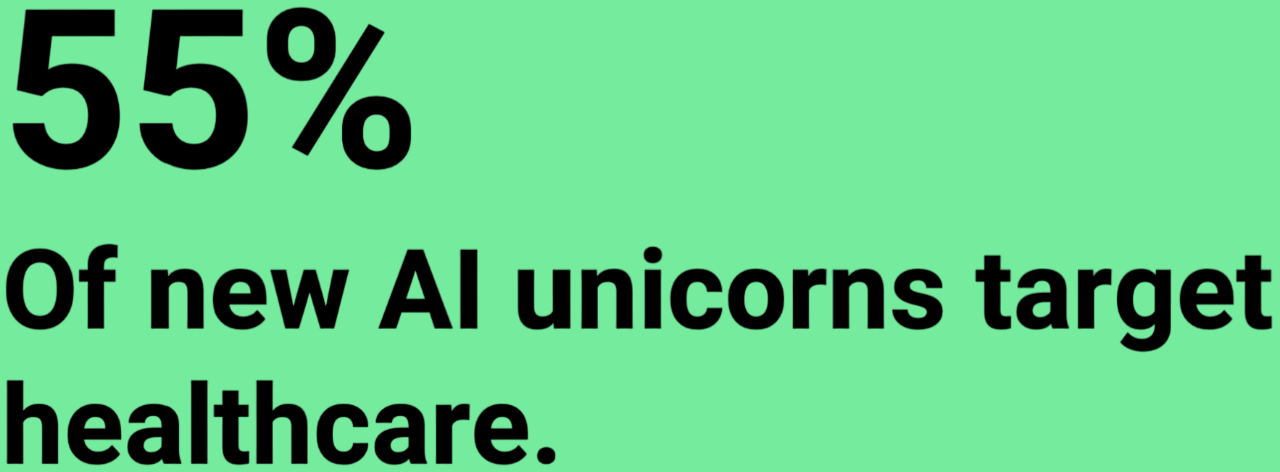 55%
Of new AI unicorns target
healthcare.